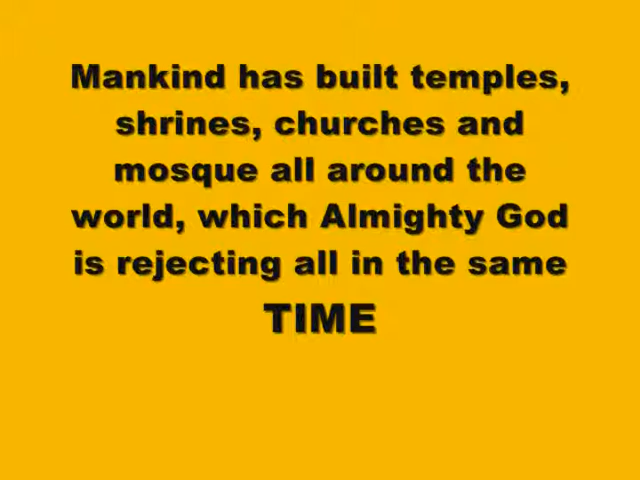 Mankind has built temples,
shrines, churches and
mosque all around the
world, which Almighty God
is rejecting all in the same
TIME